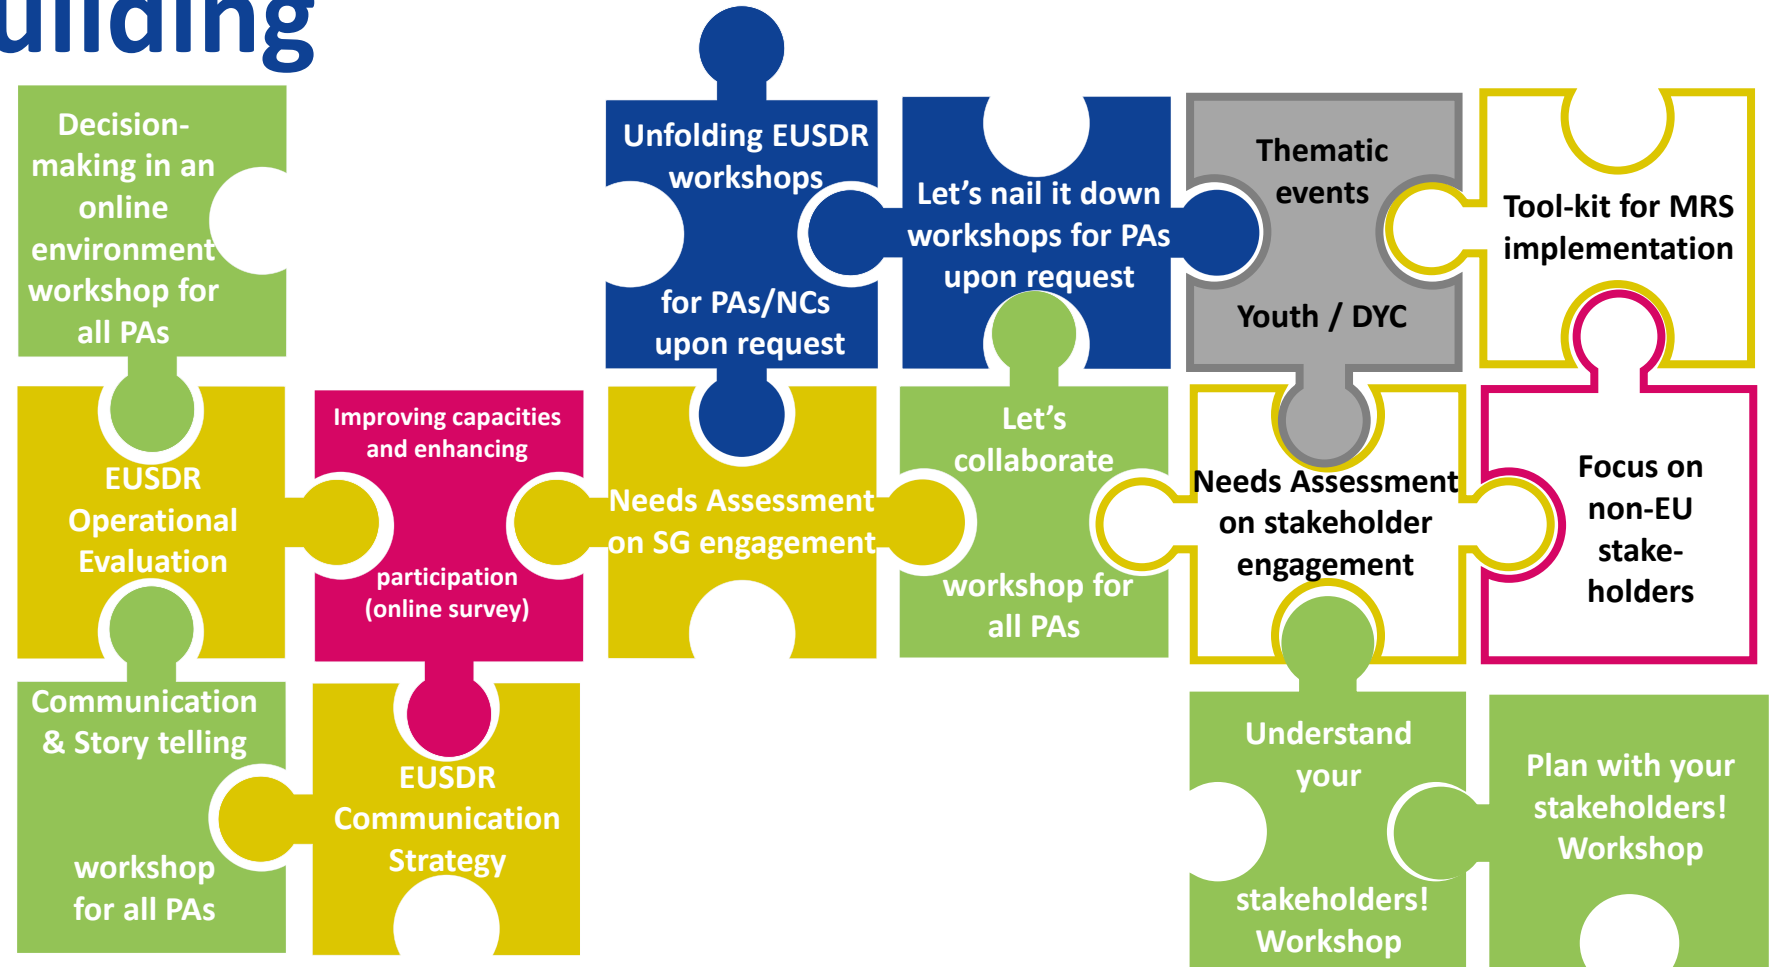 Decision-
making in an
online
environment
workshop for
all PAs
Unfolding EUSDR
workshops
for PAs/NCs
upon request
Let’s nail it down
workshops for PAs
upon request
Thematic
events
Youth / DYC
Tool-kit for MRS
implementation
EUSDR
Operational
Evaluation
Improving capacities
and enhancing
participation
(online survey)
Needs Assessment
on SG engagement
Let’s
collaborate
workshop for
all PAs
Needs Assessment
on stakeholder
engagement
Focus on
non-EU
stake-
holders
Communication
& Story telling
workshop
for all PAs
EUSDR
Communication
Strategy
Understand
your
stakeholders!
Workshop
Plan with your
stakeholders!
Workshop